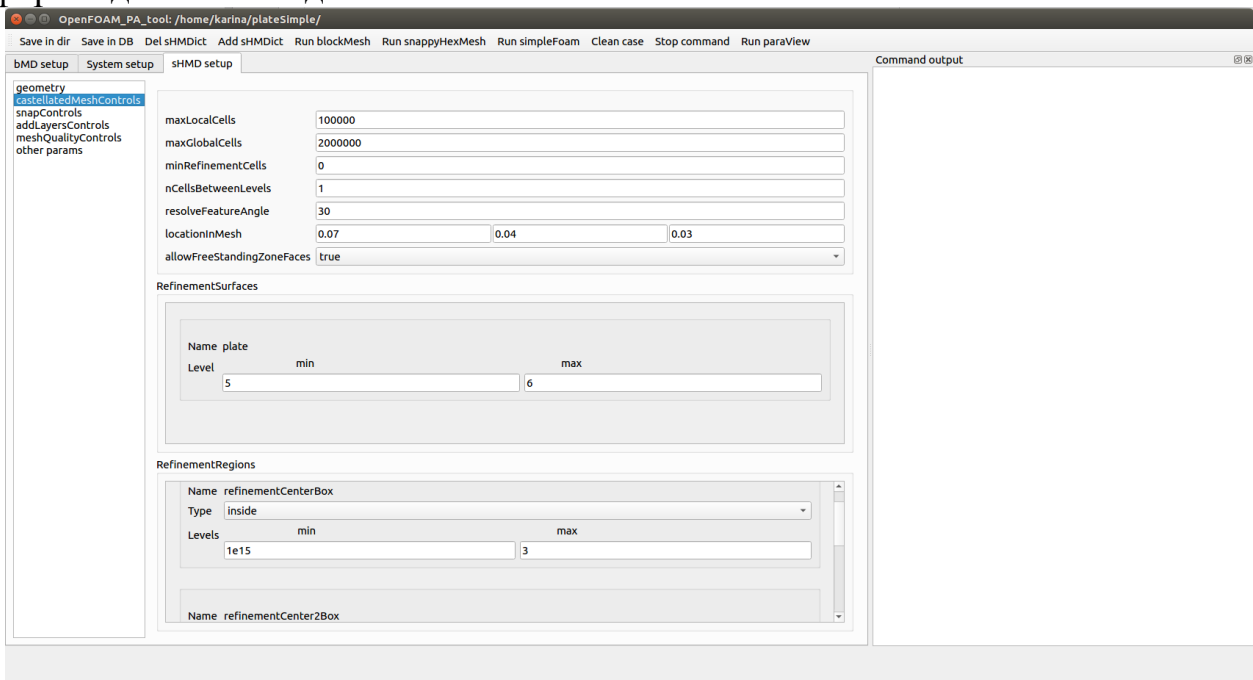 OpenFOAM_PA_tool: /home/karina/plateSimple/
Save in dir Save in DB Del sHMDict Add sHMDict Run blockMesh Run snappyHexMesh Run simpleFoam Clean case Stop command Run paraView
bMD setup System setup sHMD setup
Command output
geometry
castellatedMeshControls
snapControls
addLayersControls
meshQualityControls
other params
maxLocalCells 100000
maxGlobalCells 2000000
minRefinementCells 0
nCellsBetweenLevels 1
resolveFeatureAngle 30
locationInMesh 0.07 0.04 0.03
allowFreeStandingZoneFaces true
RefinementSurfaces
Name plate
min max
Level
5 6
RefinementRegions
Name refinementCenterBox
Type inside
min max
Levels
1e15 3
Name refinementCenter2Box